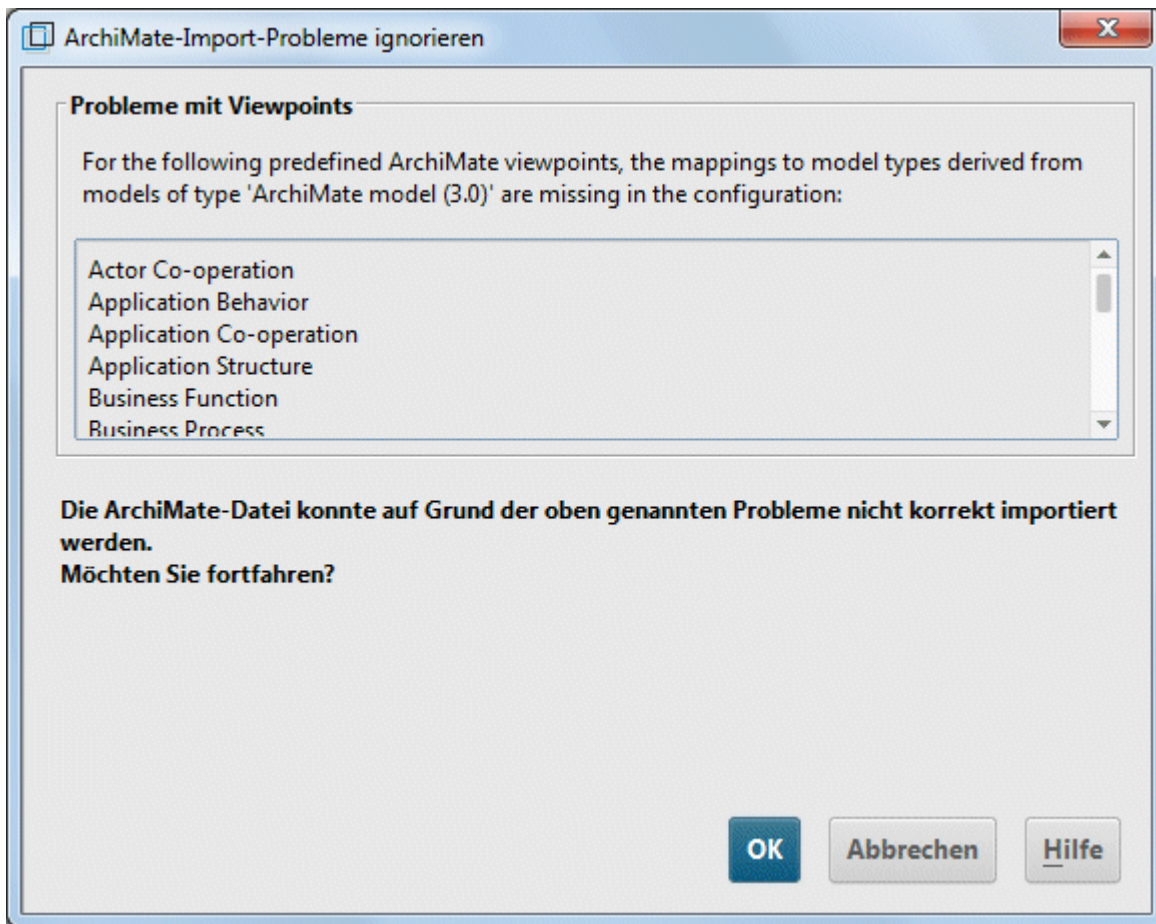 ArchiMate-Import-Probleme ignorieren
Probleme mit Viewpoints
For the following predefined ArchiMate viewpoints, the mappings to model types derived from
models of type 'ArchiMate model (3.0)' are missing in the configuration:
Actor Co-operation
Application Behavior
Application Co-operation
Application Structure
Business Function
Business Process
Die ArchiMate-Datei konnte auf Grund der oben genannten Probleme nicht korrekt importiert
werden.
Möchten Sie fortfahren?
OK Abbrechen Hilfe